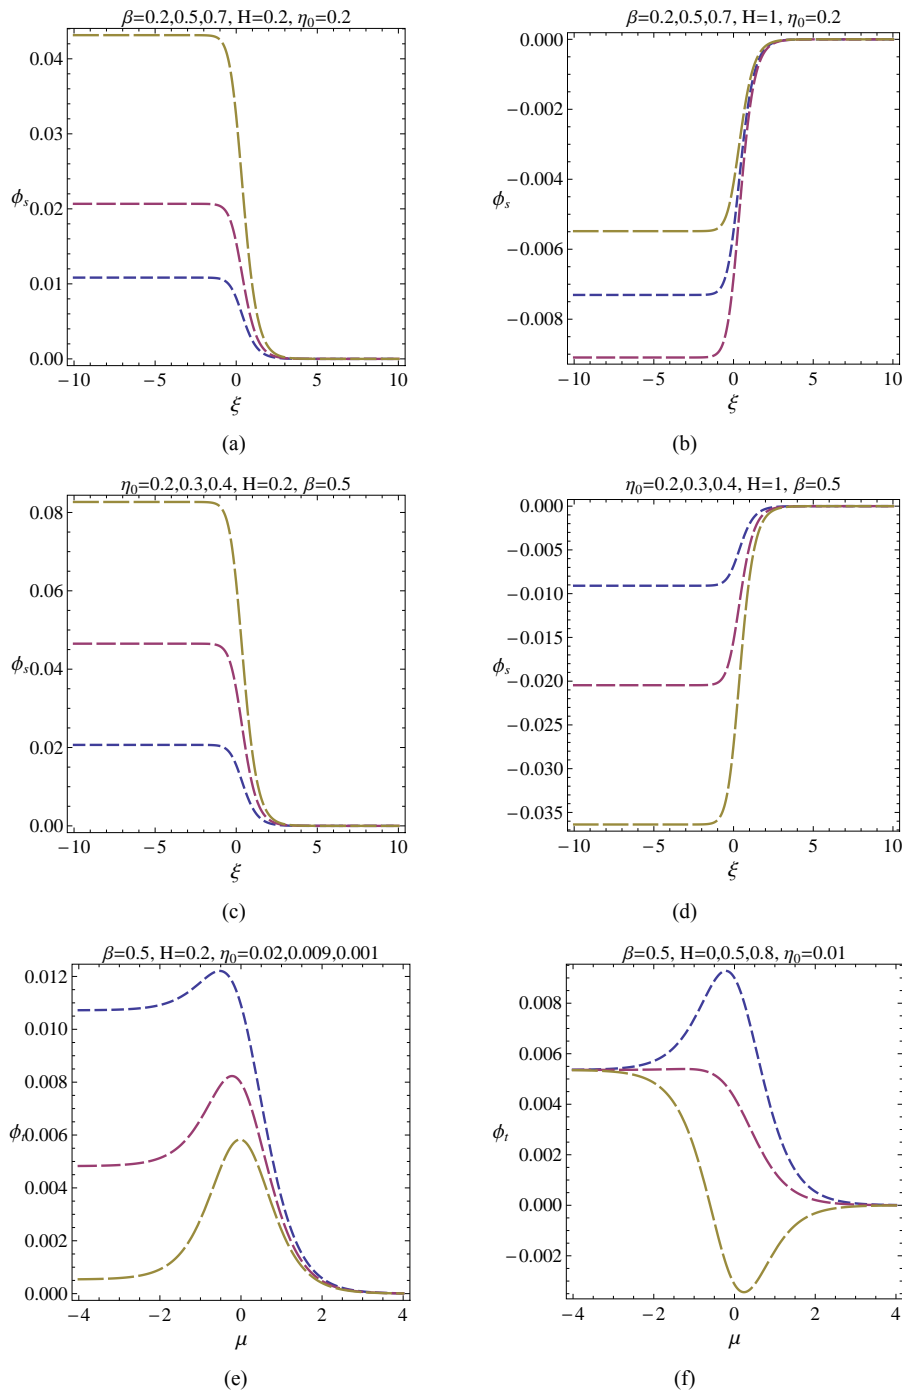 β=0.2,0.5,0.7, H=0.2, η₀=0.2
0.04
0.03
ϕₛ
0.02
0.01
0.00
−10 −5 0 5 10
ξ
(a)
β=0.2,0.5,0.7, H=1, η₀=0.2
0.000
−0.002
−0.004
ϕₛ
−0.006
−0.008
−10 −5 0 5 10
ξ
(b)
η₀=0.2,0.3,0.4, H=0.2, β=0.5
0.08
0.06
ϕₛ
0.04
0.02
0.00
−10 −5 0 5 10
ξ
(c)
η₀=0.2,0.3,0.4, H=1, β=0.5
0.000
−0.005
−0.010
−0.015
ϕₛ
−0.020
−0.025
−0.030
−0.035
−10 −5 0 5 10
ξ
(d)
β=0.5, H=0.2, η₀=0.02,0.009,0.001
0.012
0.010
0.008
ϕₜ
0.006
0.004
0.002
0.000
−4 −2 0 2 4
μ
(e)
β=0.5, H=0,0.5,0.8, η₀=0.01
0.008
0.006
ϕₜ
0.004
0.002
0.000
−0.002
−4 −2 0 2 4
μ
(f)